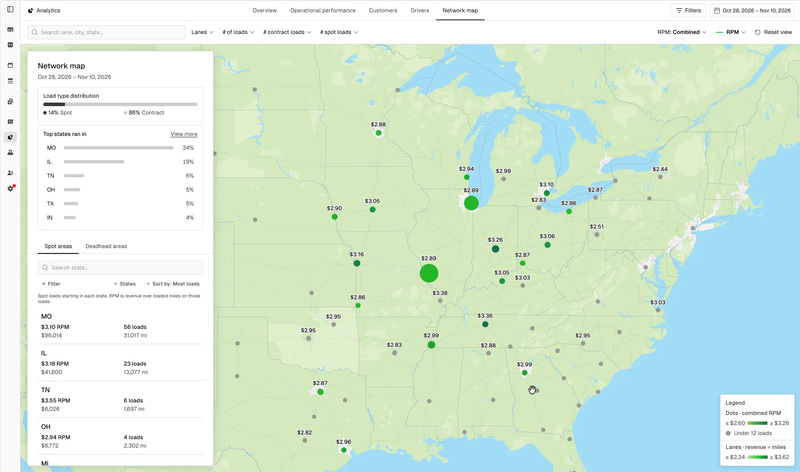 Analytics
Overview
Operational performance
Customers
Drivers
Network map
Filters
Oct 28, 2026 – Nov 10, 2026
Search lane, city, state..
Lanes
# of loads
# contract loads
# spot loads
RPM: Combined
RPM
Reset view
Network map
Oct 28, 2026 – Nov 10, 2026
Load type distribution
14% Spot
86% Contract
Top states ran in
View more
MO 34%
IL 19%
TN 6%
OH 5%
TX 5%
IN 4%
Spot areas
Deadhead areas
Search state...
Filter
States
Sort by: Most loads
Spot loads starting in each state. RPM is revenue over loaded miles on those
loads.
MO
$3.10 RPM 56 loads
$96,014 31,017 mi
IL
$3.18 RPM 23 loads
$41,600 13,077 mi
TN
$3.55 RPM 6 loads
$6,026 1,697 mi
OH
$2.94 RPM 4 loads
$6,772 2,302 mi
MI
$2.88
$2.94
$2.99
$2.44
$2.89
$3.10
$2.87
$2.83
$2.86
$2.90
$3.05
$2.51
$3.26
$3.06
$3.16
$2.89
$2.87
$3.05
$3.03
$3.38
$2.86
$3.03
$2.95
$3.36
$2.95
$2.99
$2.95
$2.83
$2.88
$2.99
$2.87
$2.82
$2.96
Legend
Dots · combined RPM
≤ $2.60 ≥ $3.26
Under 12 loads
Lanes · revenue ÷ miles
≤ $2.34 ≥ $3.62